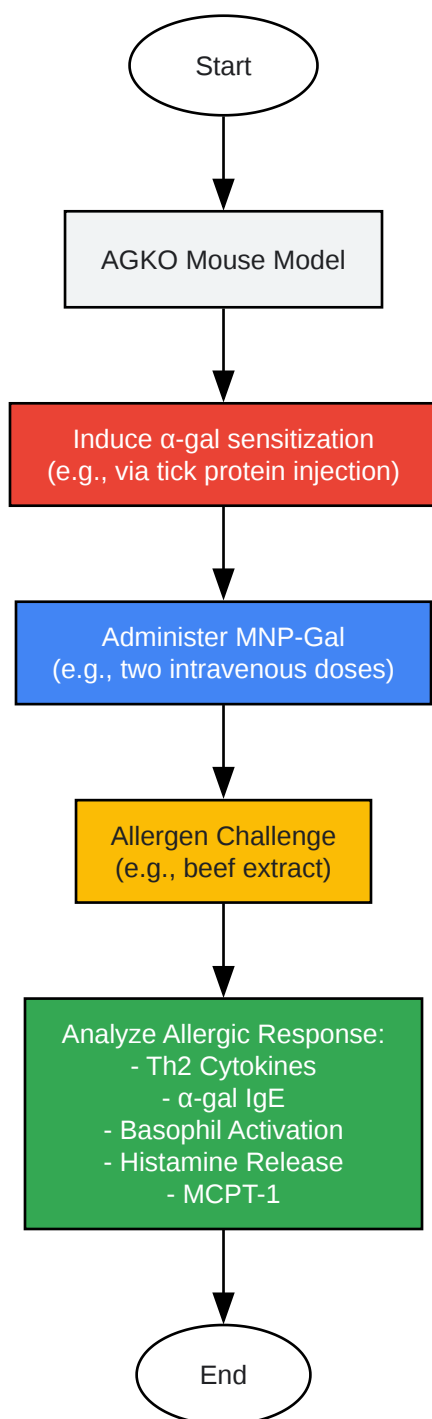 Start
AGKO Mouse Model
Induce α-gal sensitization
(e.g., via tick protein injection)
Administer MNP-Gal
(e.g., two intravenous doses)
Allergen Challenge
(e.g., beef extract)
Analyze Allergic Response:
- Th2 Cytokines
- α-gal IgE
- Basophil Activation
- Histamine Release
- MCPT-1
End